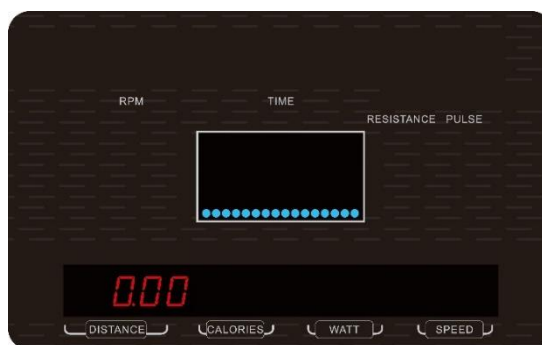 RPM TIME
RESISTANCE PULSE
0.00
DISTANCE CALORIES WATT SPEED